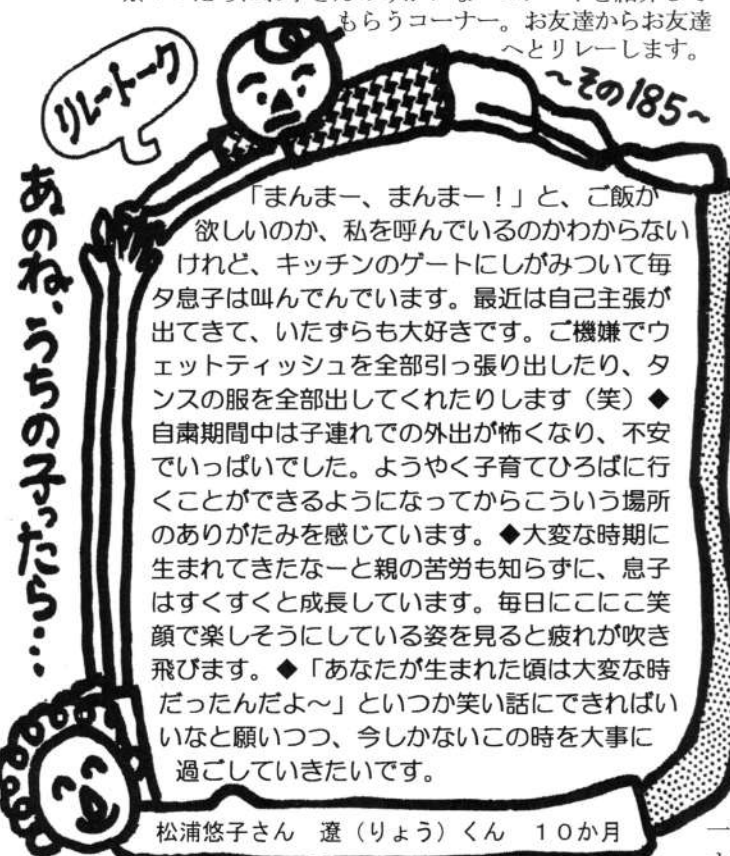 もらうコーナー。お友達からお友達
へとリレーします。
リレートーク
～その185～
あのね、うちの子ったら…
「まんまー、まんまー！」と、ご飯が
欲しいのか、私を呼んでいるのかわからない
けれど、キッチンのゲートにしがみついて毎
夕息子は叫んでんでいます。最近は自己主張が
出てきて、いたずらも大好きです。ご機嫌でウ
ェットティッシュを全部引っ張り出したり、タ
ンスの服を全部出してくれたりします（笑）◆
自粛期間中は子連れでの外出が怖くなり、不安
でいっぱいでした。ようやく子育てひろばに行
くことができるようになってからこういう場所
のありがたみを感じています。◆大変な時期に
生まれてきたなーと親の苦労も知らずに、息子
はすくすくと成長しています。毎日にこにこ笑
顔で楽しそうにしている姿を見ると疲れが吹き
飛びます。◆「あなたが生まれた頃は大変な時
だったんだよ～」といつか笑い話にできればい
いなと願いつつ、今しかないこの時を大事に
過ごしていきたいです。
松浦悠子さん　遼（りょう）くん　１０か月